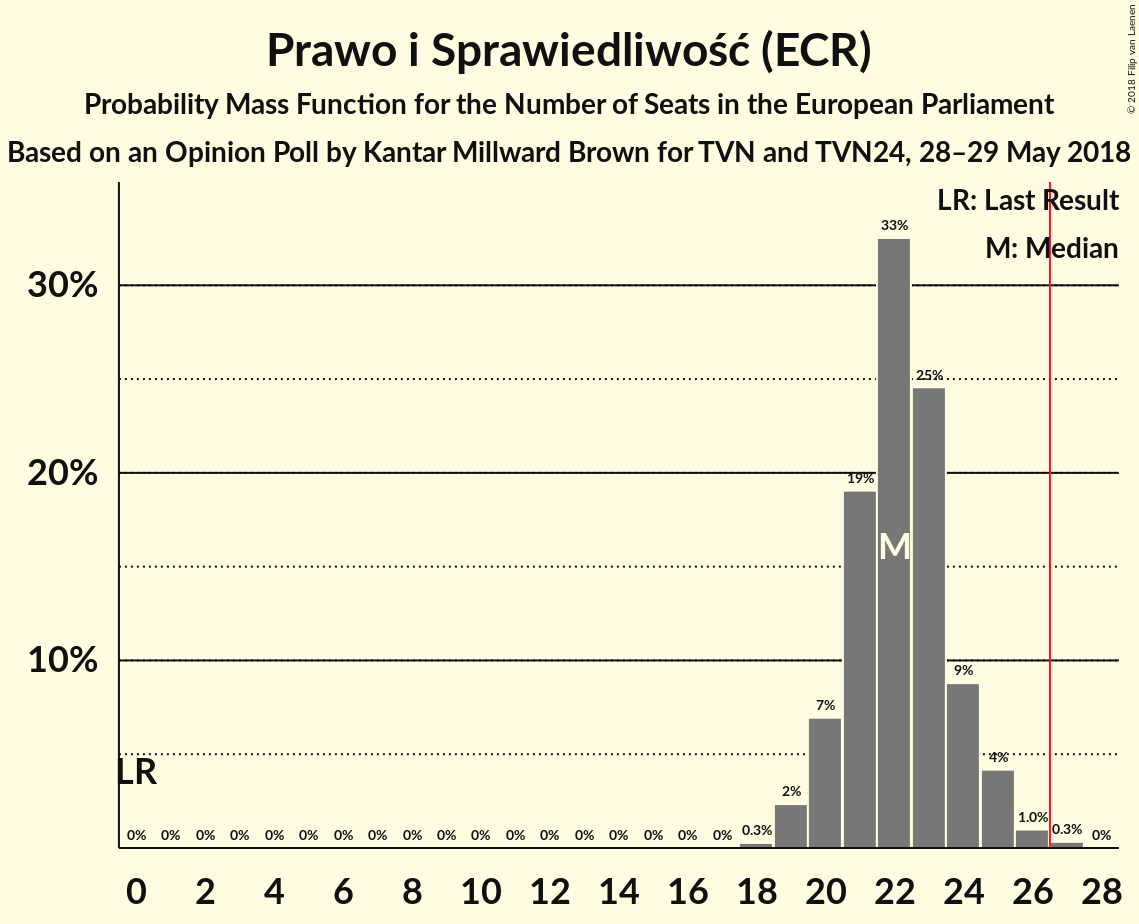 Prawo i Sprawiedliwość (ECR)
Probability Mass Function for the Number of Seats in the European Parliament
Based on an Opinion Poll by Kantar Millward Brown for TVN and TVN24, 28–29 May 2018
© 2018 Filip van Laenen
LR: Last Result
M: Median
33%
30%
25%
20%
19%
M
10%
9%
7%
4%
LR
2%
0% 0% 0% 0% 0% 0% 0% 0% 0% 0% 0% 0% 0% 0% 0% 0% 0% 0% 0.3% 1.0% 0.3% 0%
0 2 4 6 8 10 12 14 16 18 20 22 24 26 28